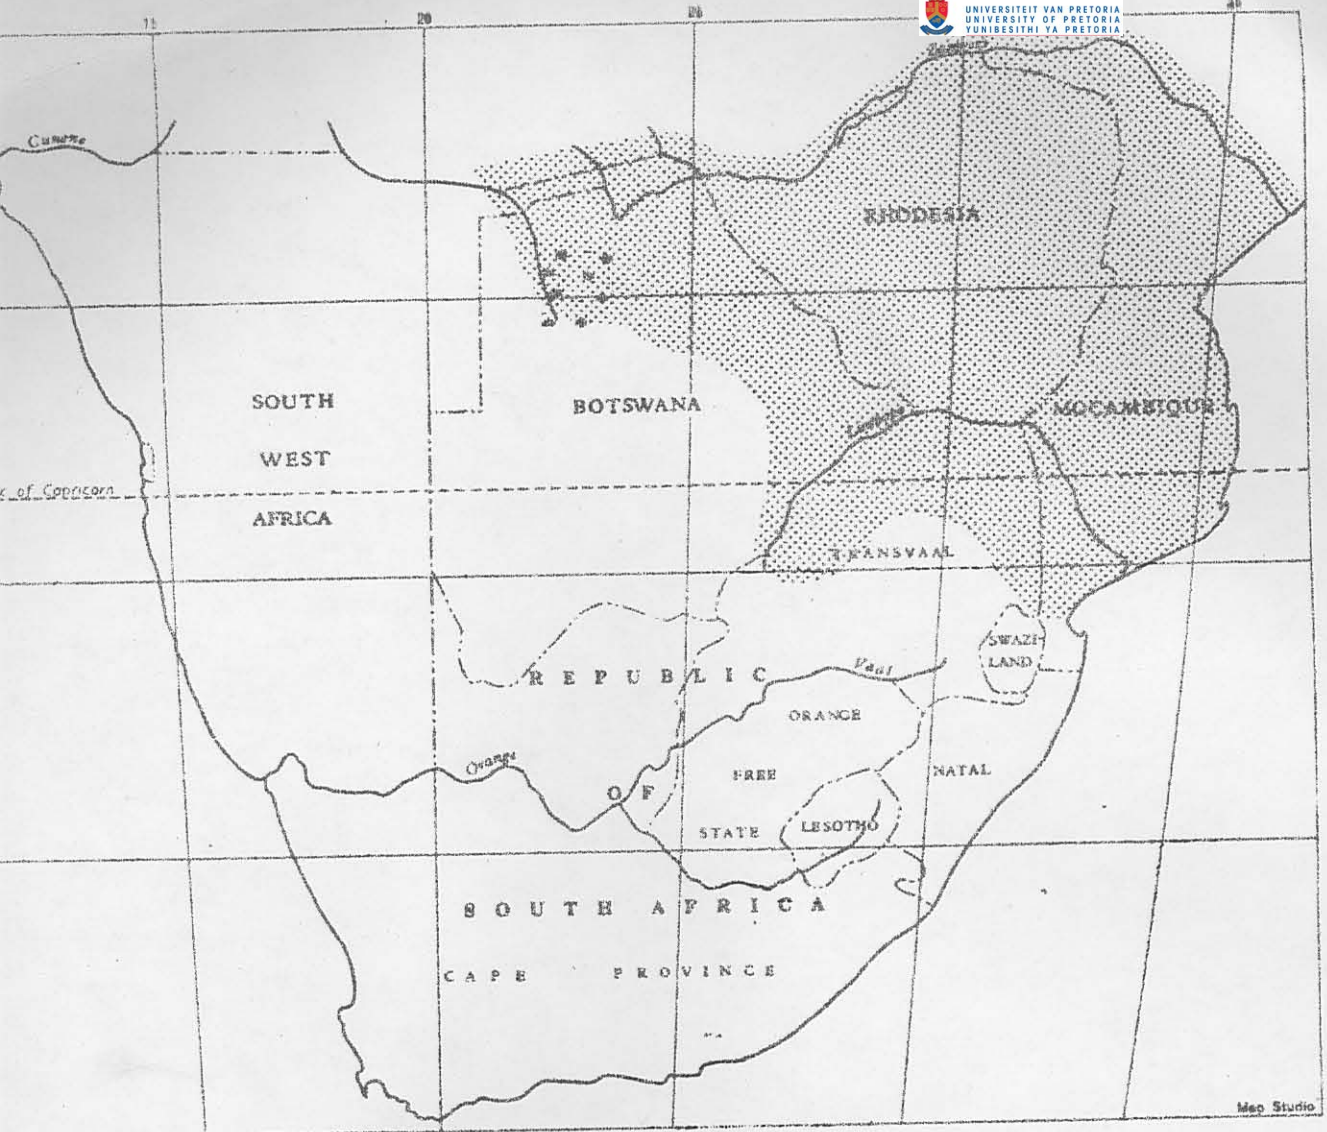 UNIVERSITEIT VAN PRETORIA
UNIVERSITY OF PRETORIA
YUNIBESITHI YA PRETORIA
15
20
Cunene
RHODESIA
SOUTH
WEST
AFRICA
BOTSWANA
MOCAMBIQUE
of Capricorn
TRANSVAAL
SWAZI
LAND
REPUBLIC
Vaal
ORANGE
Orange
FREE
NATAL
OF
STATE
LESOTHO
SOUTH AFRICA
CAPE PROVINCE
Map Studio